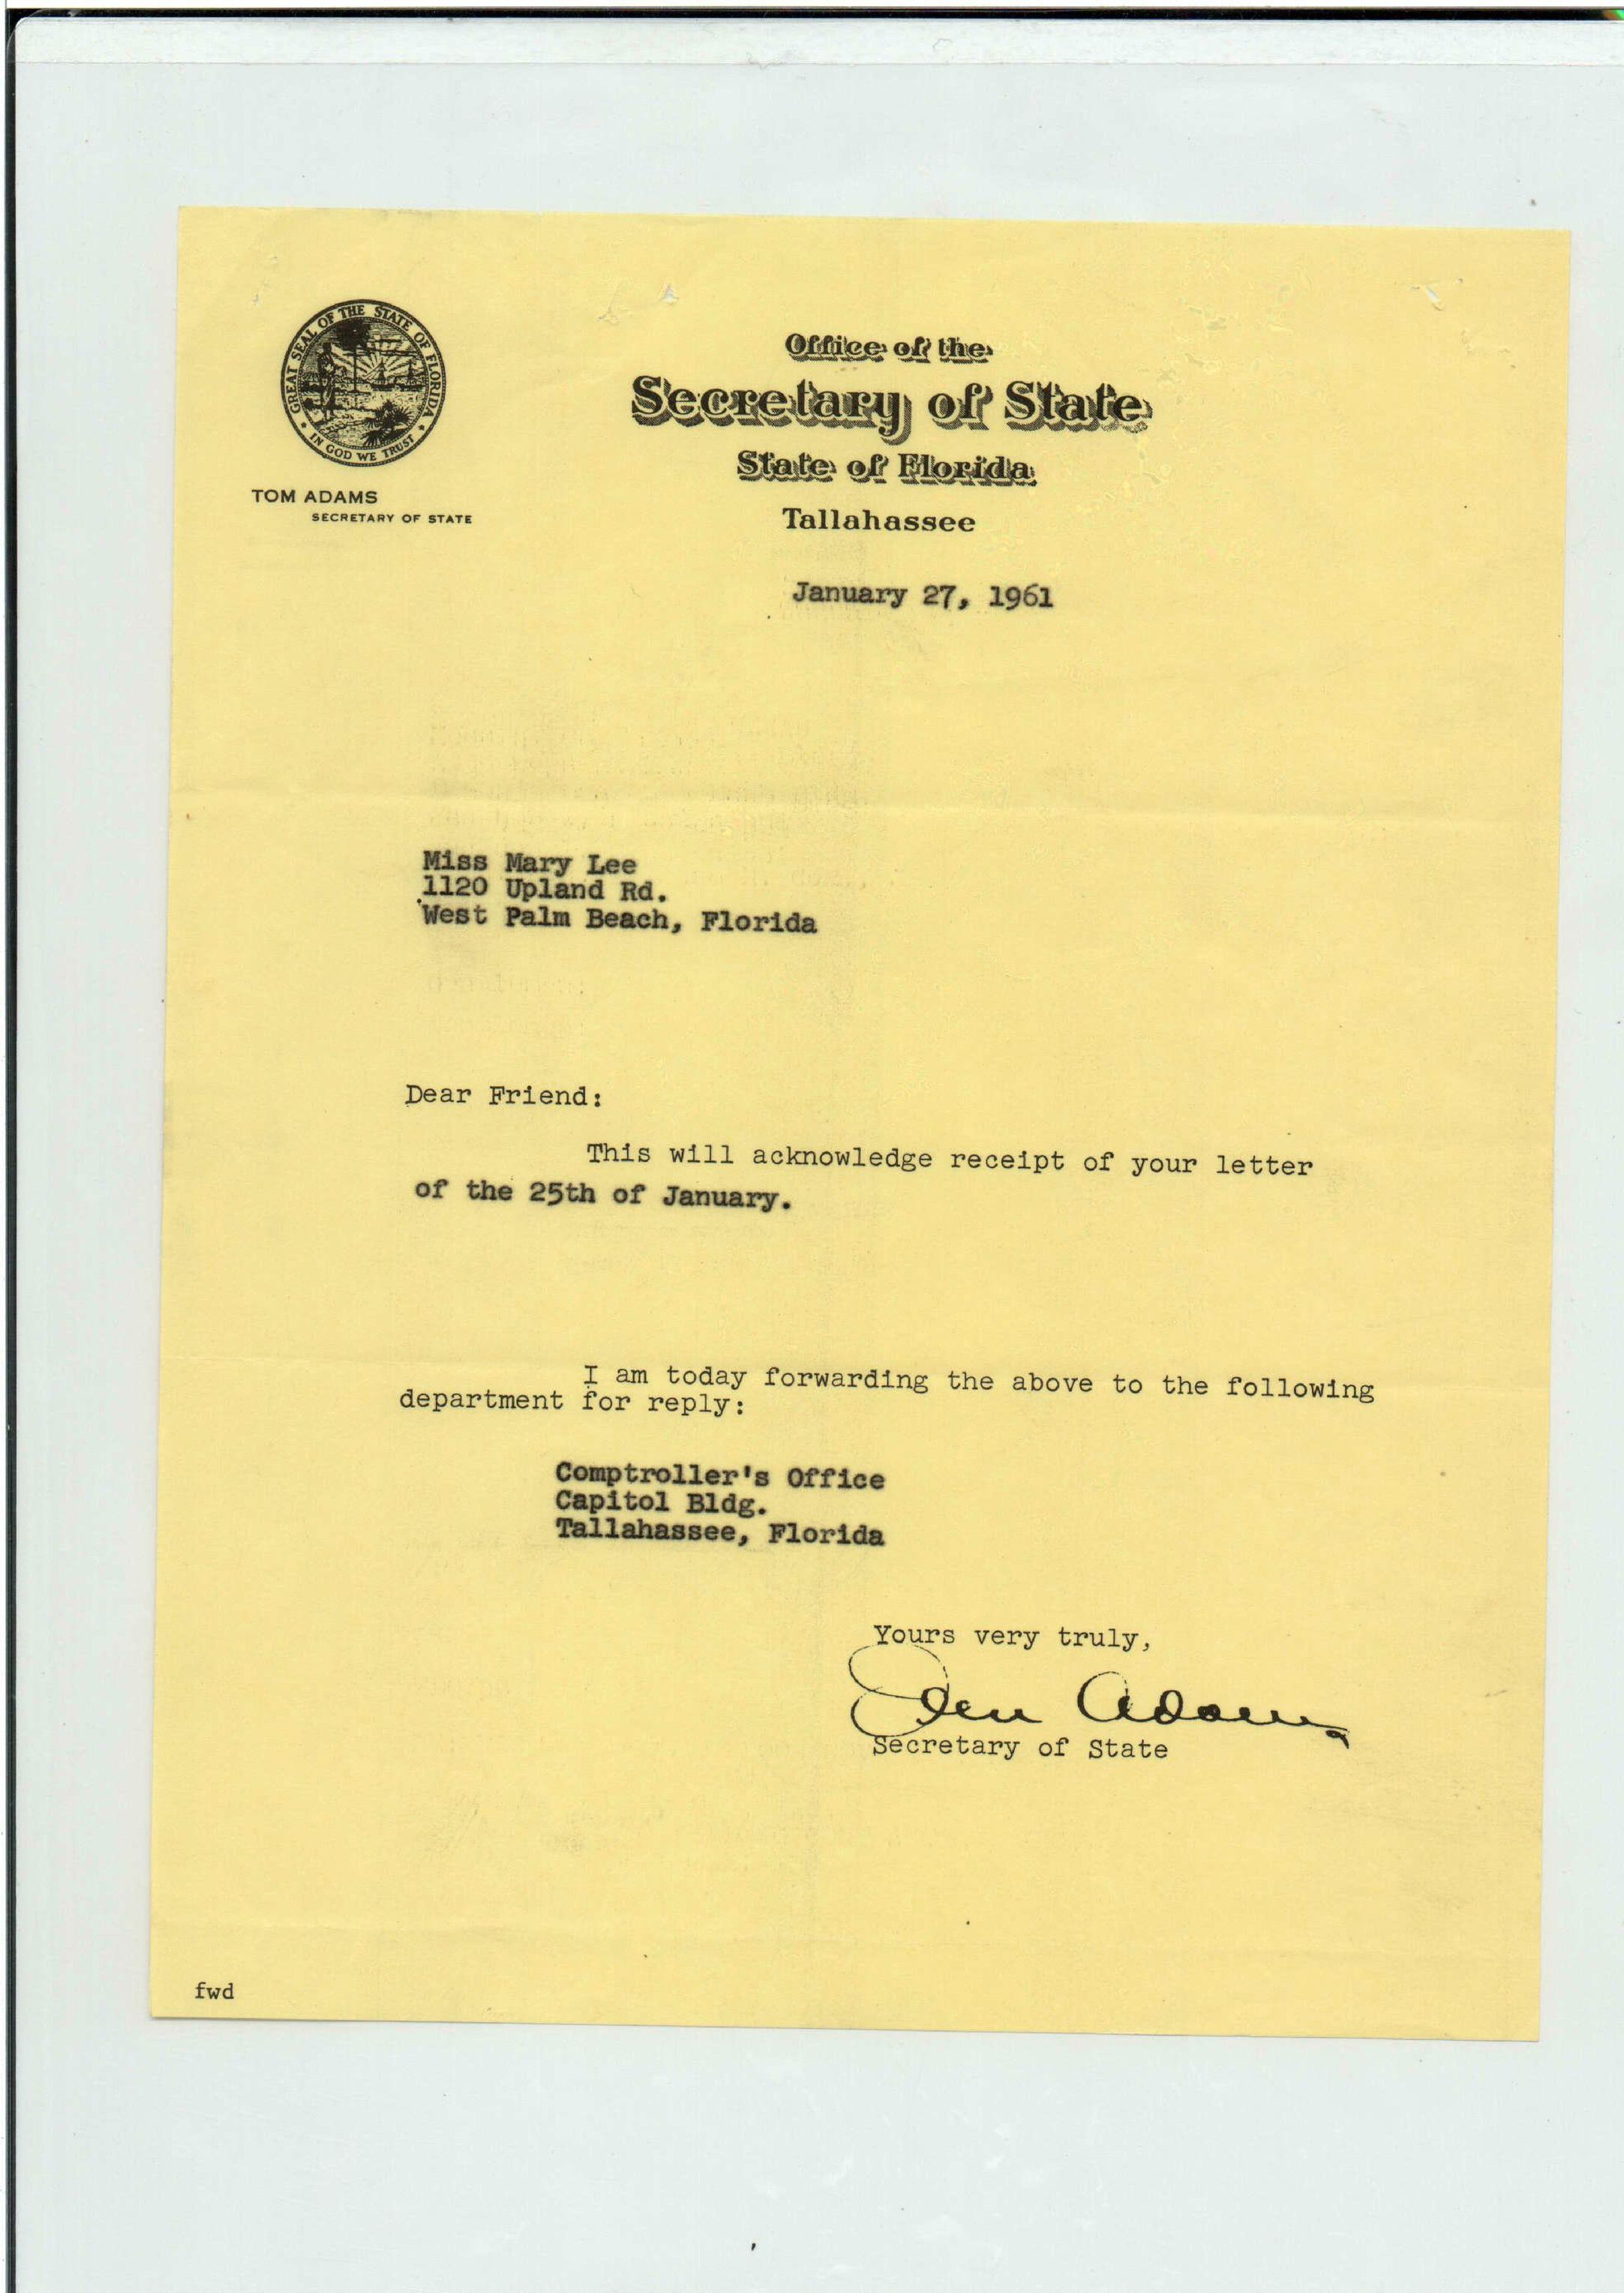 GREAT SEAL OF THE STATE OF FLORIDA
IN GOD WE TRUST
TOM ADAMS
SECRETARY OF STATE
Office of the
Secretary of State
State of Florida
Tallahassee
January 27, 1961
Miss Mary Lee
1120 Upland Rd.
West Palm Beach, Florida
Dear Friend:
This will acknowledge receipt of your letter
of the 25th of January.
I am today forwarding the above to the following
department for reply:
Comptroller's Office
Capitol Bldg.
Tallahassee, Florida
Yours very truly,
Tom Adams
Secretary of State
fwd